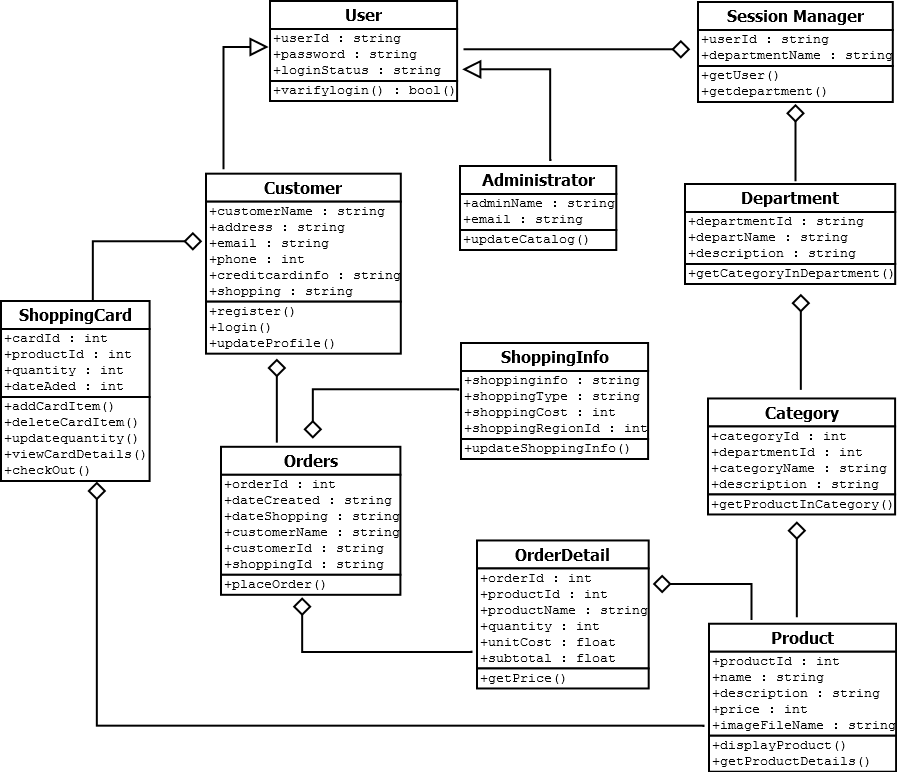 User
+userId : string
+password : string
+loginStatus : string
+varifylogin() : bool()
Session Manager
+userId : string
+departmentName : string
+getUser()
+getdepartment()
Customer
+customerName : string
+address : string
+email : string
+phone : int
+creditcardinfo : string
+shopping : string
+register()
+login()
+updateProfile()
Administrator
+adminName : string
+email : string
+updateCatalog()
Department
+departmentId : string
+departName : string
+description : string
+getCategoryInDepartment()
ShoppingCard
+cardId : int
+productId : int
+quantity : int
+dateAded : int
+addCardItem()
+deleteCardItem()
+updatequantity()
+viewCardDetails()
+checkOut()
ShoppingInfo
+shoppinginfo : string
+shoppingType : string
+shoppingCost : int
+shoppingRegionId : int
+updateShoppingInfo()
Category
+categoryId : int
+departmentId : int
+categoryName : string
+description : string
+getProductInCategory()
Orders
+orderId : int
+dateCreated : string
+dateShopping : string
+customerName : string
+customerId : string
+shoppingId : string
+placeOrder()
OrderDetail
+orderId : int
+productId : int
+productName : string
+quantity : int
+unitCost : float
+subtotal : float
+getPrice()
Product
+productId : int
+name : string
+description : string
+price : int
+imageFileName : string
+displayProduct()
+getProductDetails()